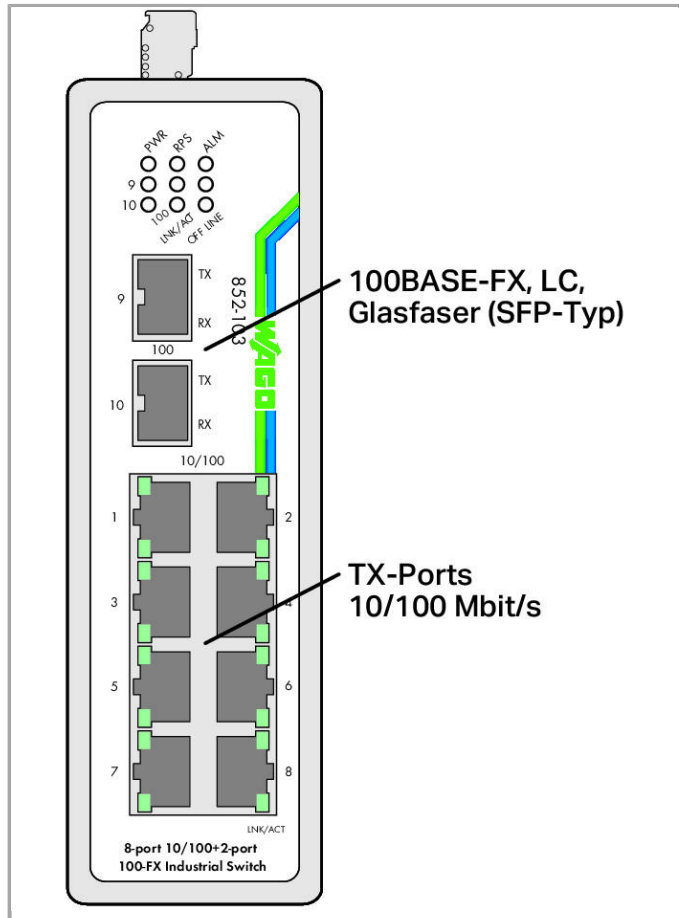 PWR RPS ALM
9
10
100 LNK/ACT OFF LINE
9 TX
RX
100
10 TX
RX
852-103
WAGO
100BASE-FX, LC,
Glasfaser (SFP-Typ)
10/100
1 2
3 4
TX-Ports
10/100 Mbit/s
5 6
7 8
LNK/ACT
8-port 10/100+2-port
100-FX Industrial Switch